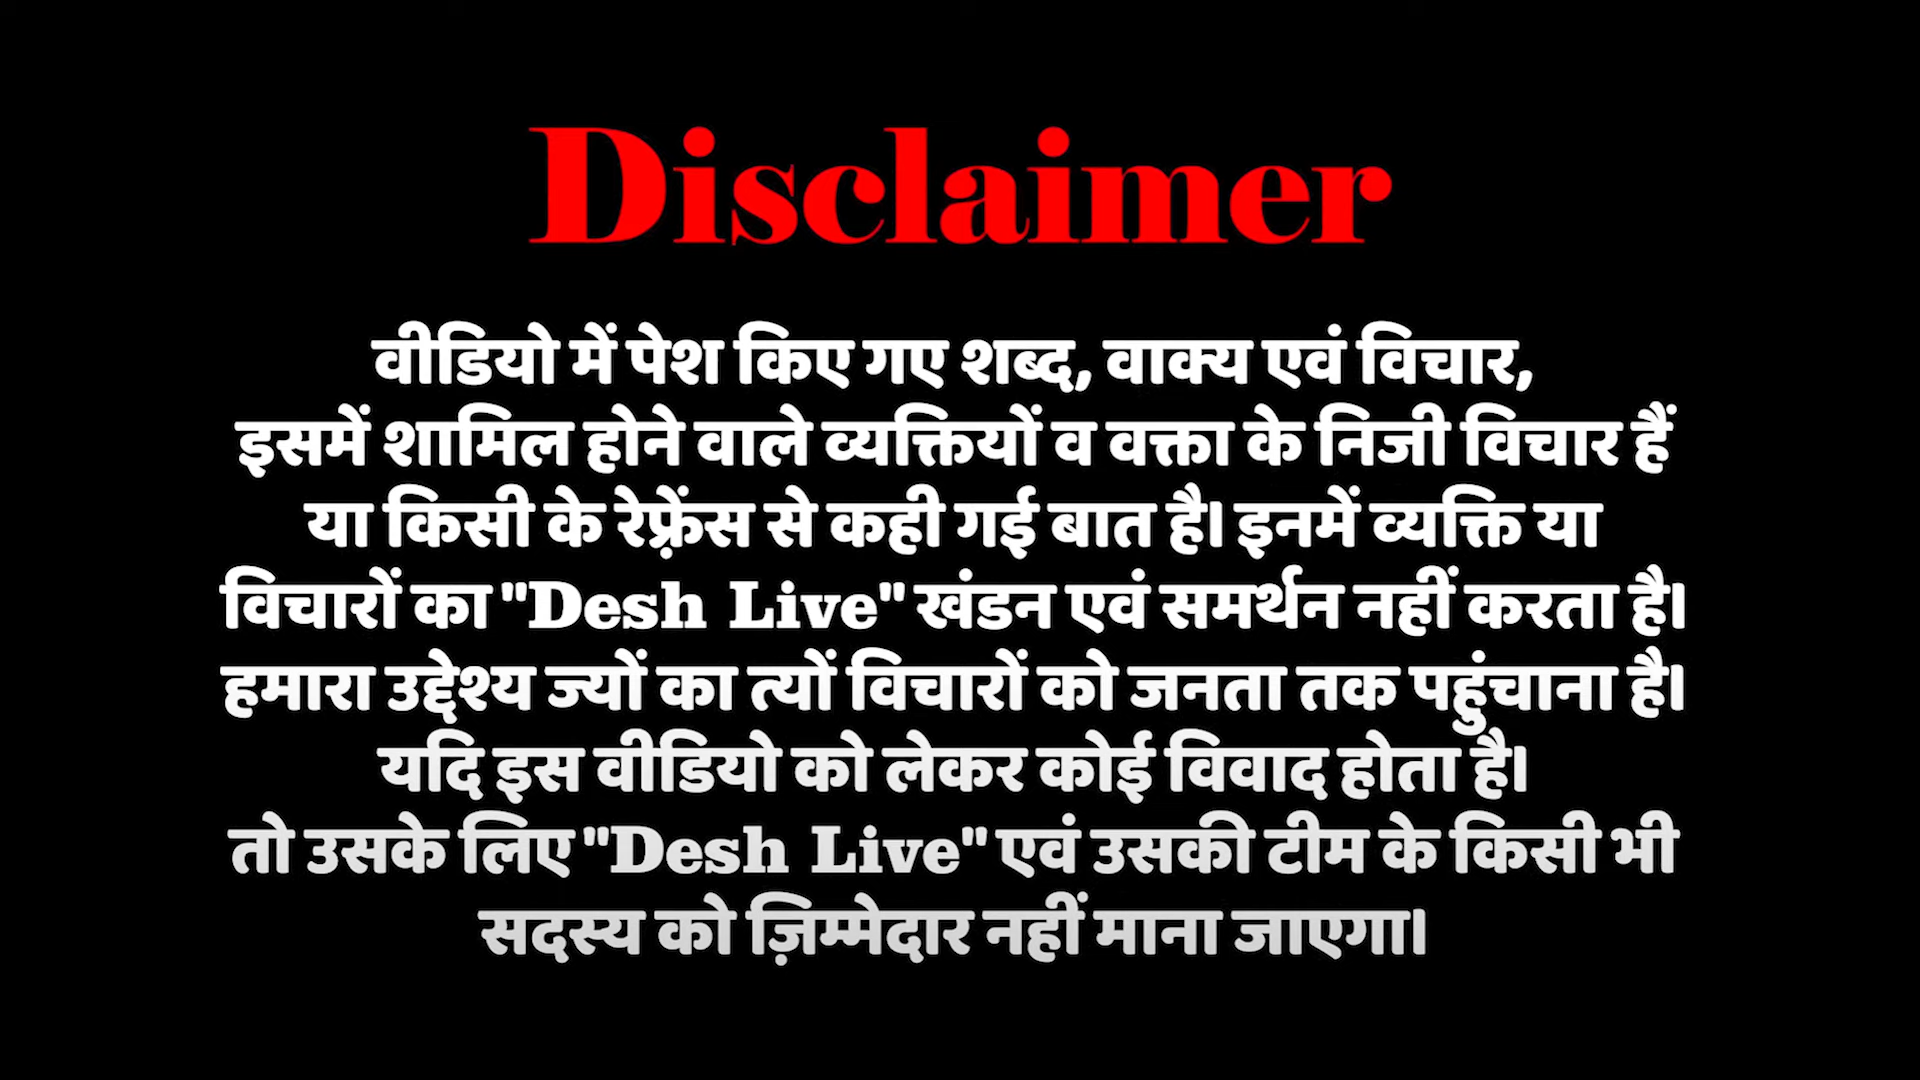 Disclaimer
वीडियो में पेश किए गए शब्द, वाक्य एवं विचार,
इसमें शामिल होने वाले व्यक्तियों व वक्ता के निजी विचार हैं
या किसी के रेफ़्रेंस से कही गई बात है। इनमें व्यक्ति या
विचारों का "Desh Live" खंडन एवं समर्थन नहीं करता है।
हमारा उद्देश्य ज्यों का त्यों विचारों को जनता तक पहुंचाना है।
यदि इस वीडियो को लेकर कोई विवाद होता है।
तो उसके लिए "Desh Live" एवं उसकी टीम के किसी भी
सदस्य को ज़िम्मेदार नहीं माना जाएगा।